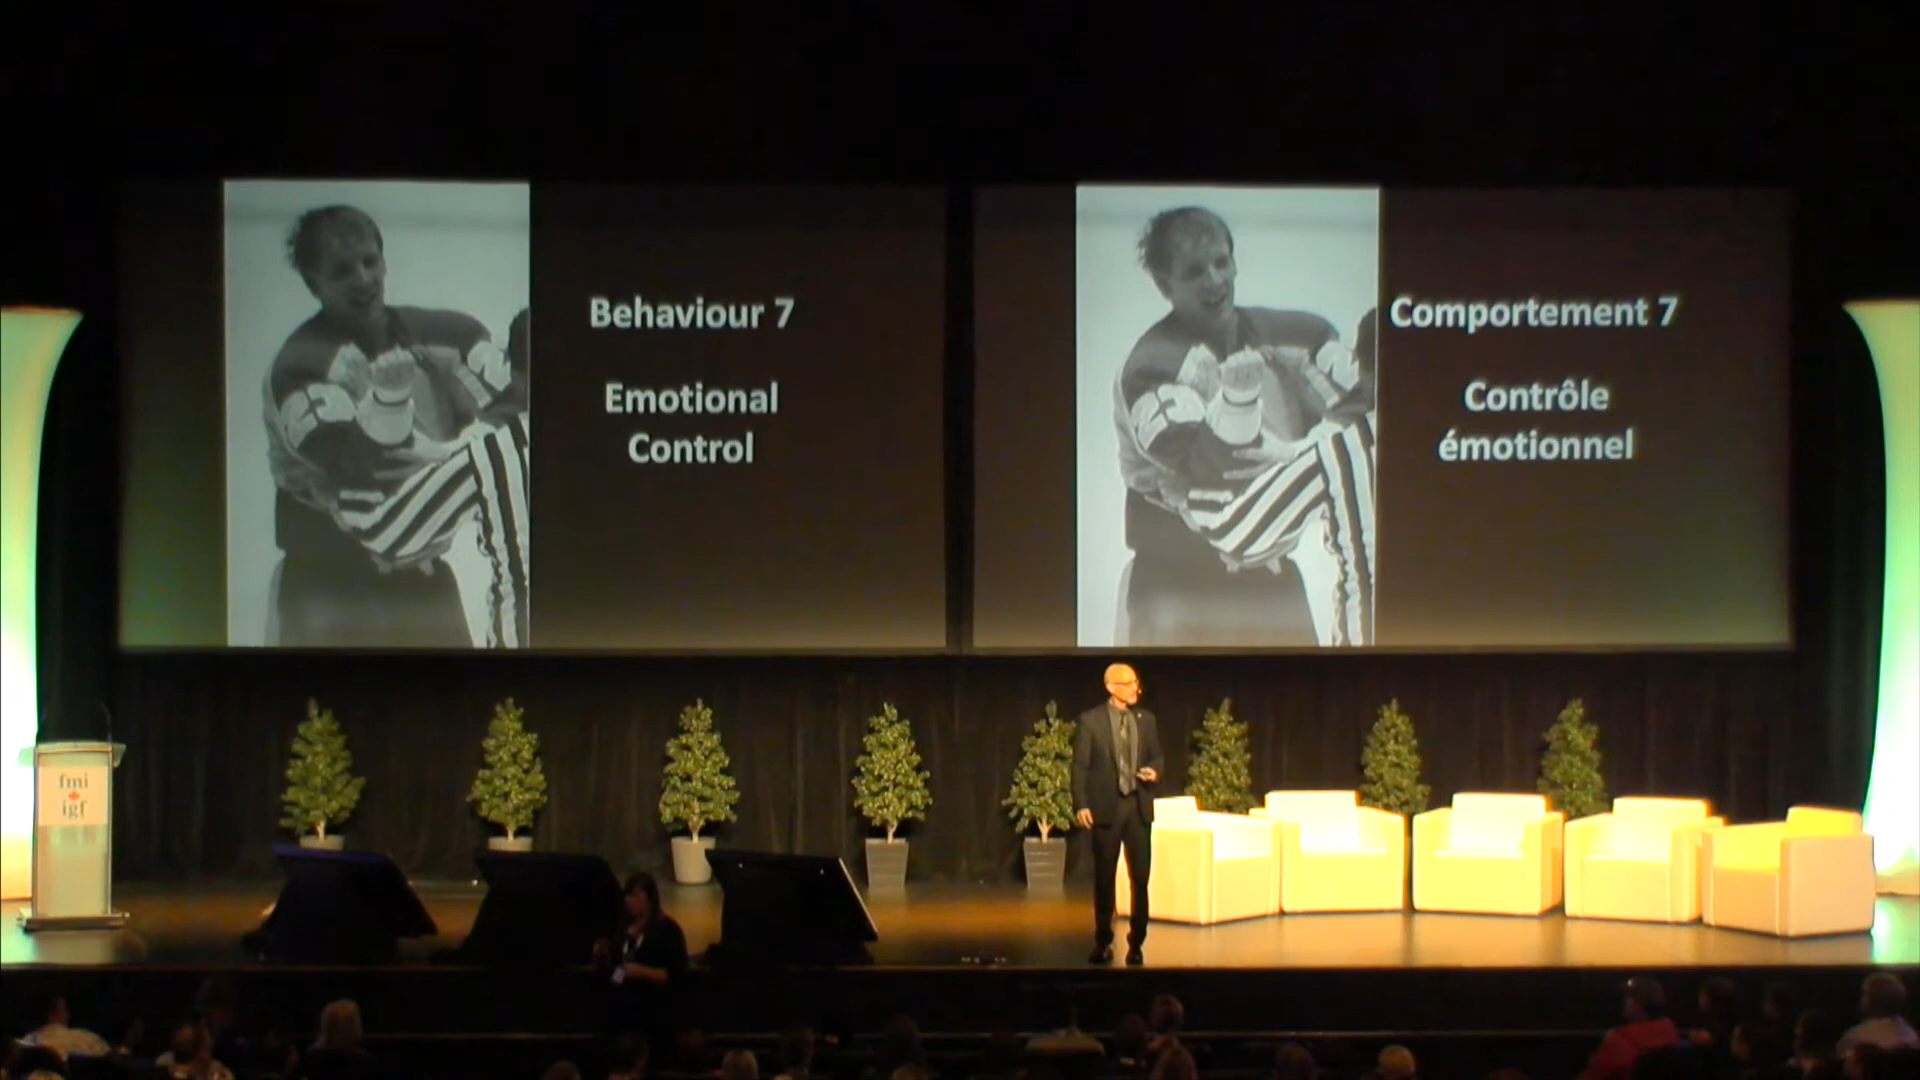 Behaviour 7
Emotional
Control
Comportement 7
Contrôle
émotionnel
fmi
igf